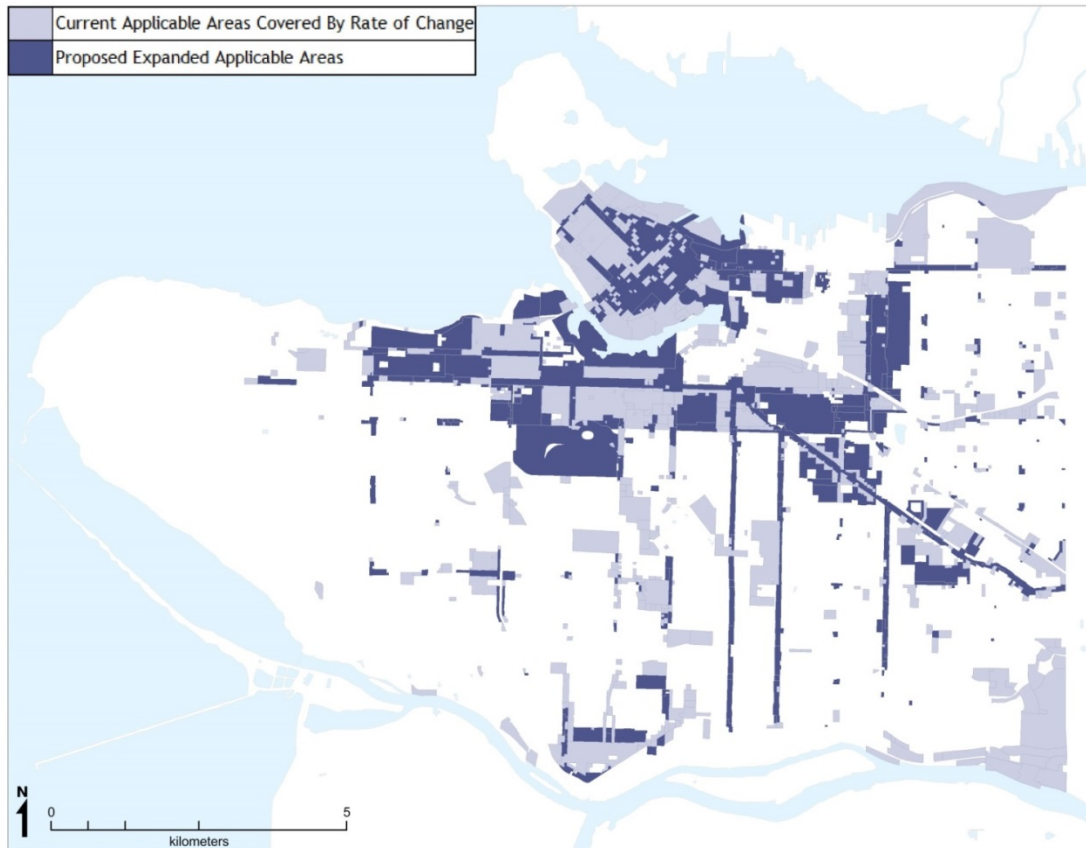 Current Applicable Areas Covered By Rate of Change
Proposed Expanded Applicable Areas
N
0 5
kilometers